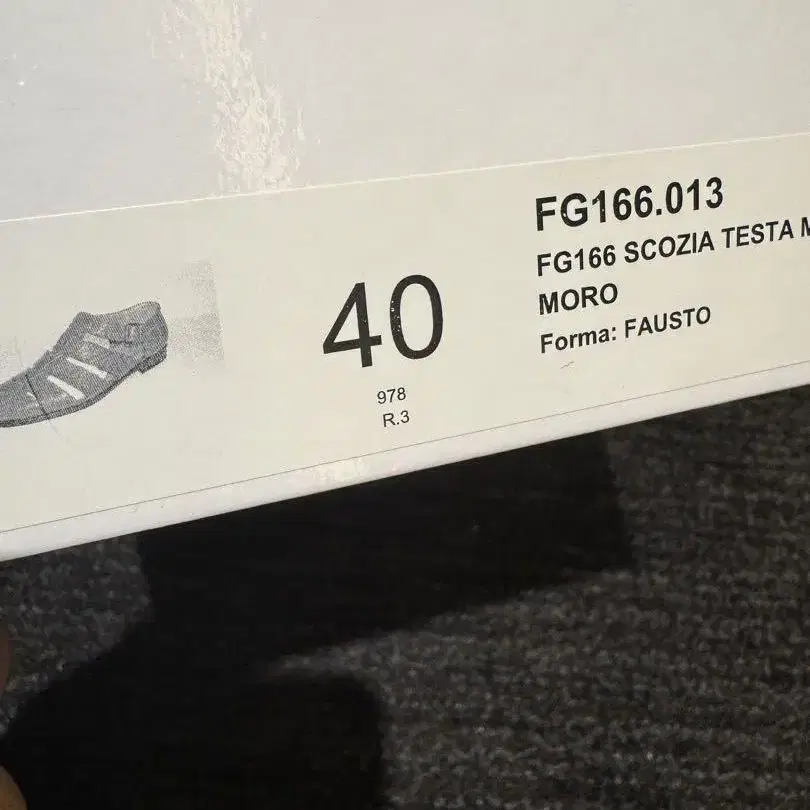 FG166.013
FG166 SCOZIA TESTA
MORO
Forma: FAUSTO
40
978
R.3